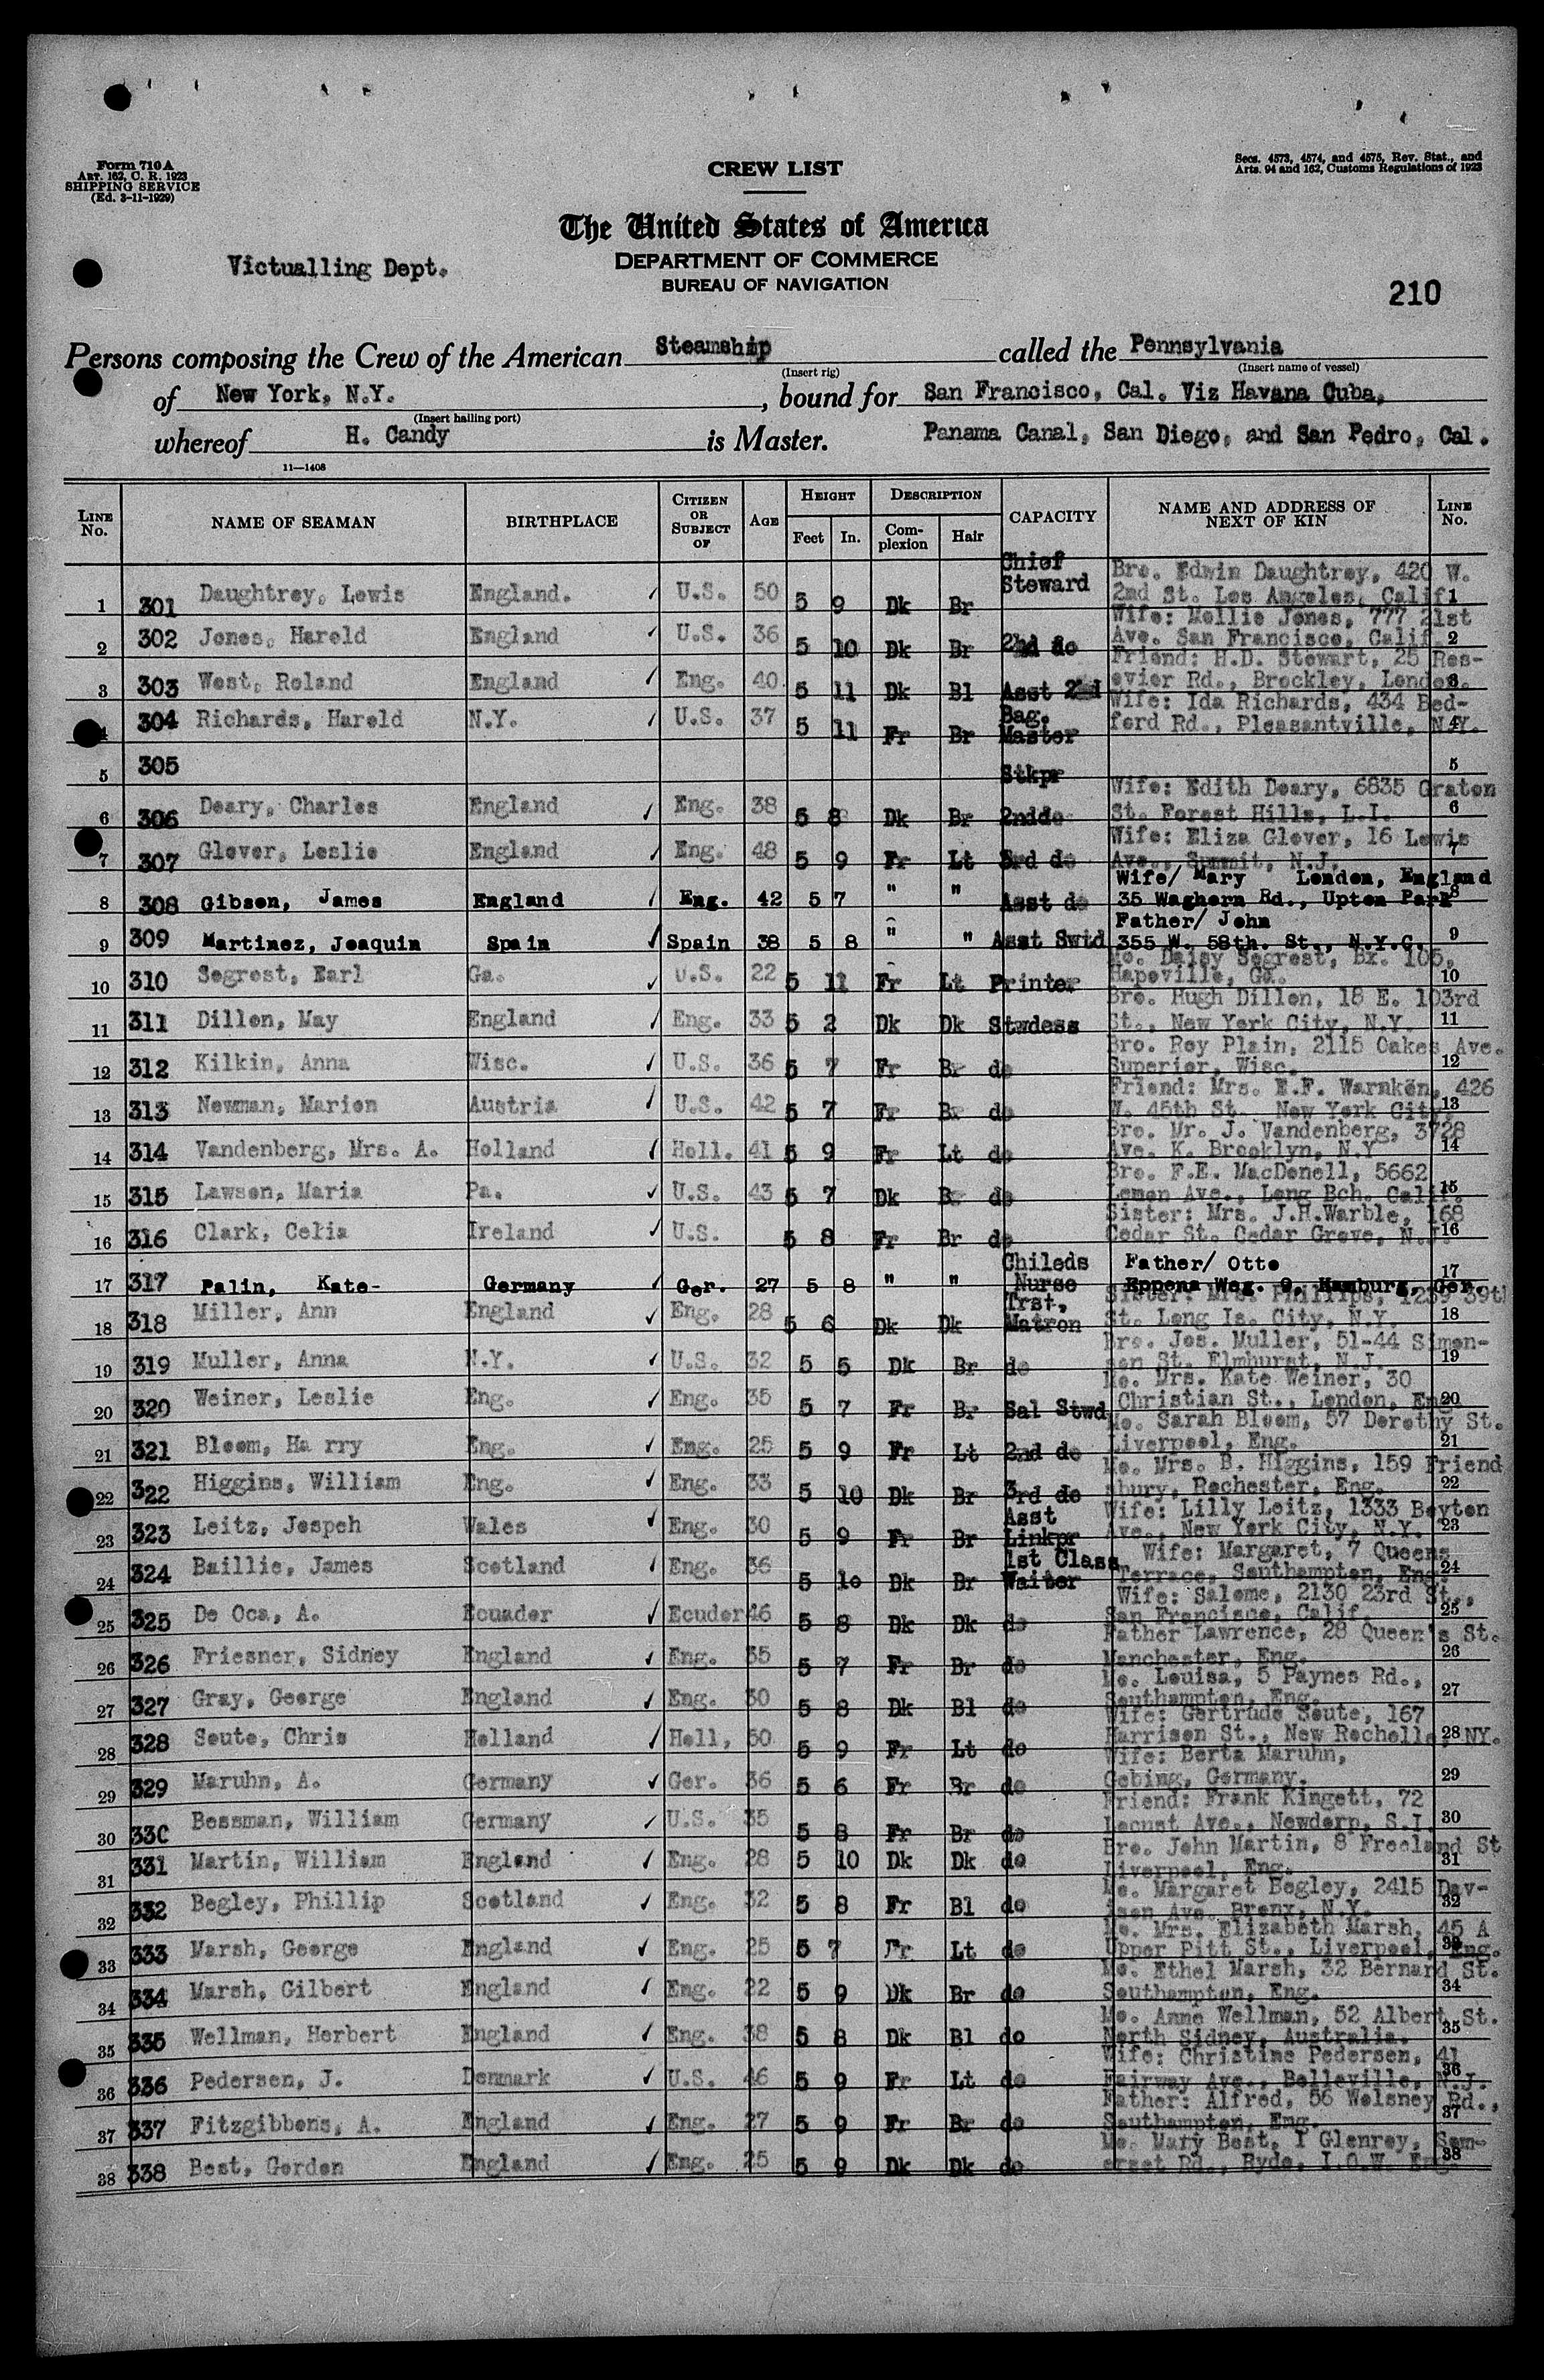 Form 710 A
ART. 162, C. R. 1923
SHIPPING SERVICE
(Ed. 3-11-1929)
CREW LIST
Secs. 4573, 4574, and 4575, Rev. Stat., and
Arts. 94 and 162, Customs Regulations of 1923
The United States of America
DEPARTMENT OF COMMERCE
BUREAU OF NAVIGATION
Victualling Dept.
210
Persons composing the Crew of the American Steamship called the Pennsylvania
(Insert rig) (Insert name of vessel)
of New York, N.Y. , bound for San Francisco, Cal. Viz Havana Cuba,
(Insert hailing port)
whereof H. Candy is Master. Panama Canal, San Diego, and San Pedro, Cal.
11—1408
LINE No. NAME OF SEAMAN BIRTHPLACE CITIZEN OR SUBJECT OF AGE HEIGHT Feet In. DESCRIPTION Complexion Hair CAPACITY NAME AND ADDRESS OF NEXT OF KIN LINE No.
1 301 Daughtrey, Lewis England. ✓ U.S. 50 5 9 Dk Br Chief Steward Bro. Edwin Daughtrey, 420 W. 2nd St. Los Angeles, Calif 1
2 302 Jones, Harold England ✓ U.S. 36 5 10 Dk Br 2nd do Wife: Mollie Jones, 777 21st Ave. San Francisco, Calif 2
3 303 West, Roland England ✓ Eng. 40 5 11 Dk Bl Asst 2nd Friend: H.D. Stewart, 25 Res-evier Rd., Brockley, London. 3
4 304 Richards, Harold N.Y. ✓ U.S. 37 5 11 Fr Br Bag. Master Wife: Ida Richards, 434 Bed-ford Rd., Pleasantville, N.Y. 4
5 305 Stkpr 5
6 306 Deary, Charles England ✓ Eng. 38 5 8 Dk Br 2nd do Wife: Edith Deary, 6835 Graton St. Forest Hills, L.I. 6
7 307 Glover, Leslie England ✓ Eng. 48 5 9 Fr Lt 3rd do Wife: Eliza Glover, 16 Lewis Ave., Summit, N.J. 7
8 308 Gibson, James England ✓ Eng. 42 5 7 " " Asst do Wife/ Mary London, England 35 Waghorn Rd., Upton Park 8
9 309 Martinez, Joaquin Spain ✓ Spain 38 5 8 " " Asst Swtd Father/ John 355 W. 58th. St., N.Y.C. 9
10 310 Segrest, Earl Ga. ✓ U.S. 22 5 11 Fr Lt Printer Mo. Daisy Segrest, Bx. 105, Hapeville, Ga. 10
11 311 Dillon, May England ✓ Eng. 33 5 2 Dk Dk Stwdess Bro. Hugh Dillon, 18 E. 103rd St., New York City, N.Y. 11
12 312 Kilkin, Anna Wisc. ✓ U.S. 36 5 7 Fr Br do Bro. Roy Plain, 2115 Oakes Ave. Superior, Wisc. 12
13 313 Newman, Marion Austria ✓ U.S. 42 5 7 Fr Br do Friend: Mrs. E.F. Warnken, 426 W. 45th St. New York City, 13
14 314 Vandenberg, Mrs. A. Holland ✓ Holl. 41 5 9 Fr Lt do Bro. Mr. J. Vandenberg, 3728 Ave. K. Brooklyn, N.Y 14
15 315 Lawson, Maria Pa. ✓ U.S. 43 5 7 Dk B do Bro. F.E. MacDonell, 5662 Lemon Ave., Long Bch. Calif. 15
16 316 Clark, Celia Ireland ✓ U.S. 5 8 Fr Br do Sister: Mrs. J.H.Warble, 168 Cedar St. Cedar Grove, N.J. 16
17 317 Palin, Kate- Germany ✓ Ger. 27 5 8 " " Childs Nurse Father/ Otto Eppena Weg. 9, Hamburg, Ger. 17
18 318 Miller, Ann England ✓ Eng. 28 5 6 Dk Dk Trst, Matron Sister: Mrs. Phillips, 1239 39th St. Long Is. City, N.Y. 18
19 319 Muller, Anna N.Y. ✓ U.S. 32 5 5 Dk Br do Bro. Jos. Muller, 51-44 Simon-son St. Elmhurst, N.J. 19
20 320 Weiner, Leslie Eng. ✓ Eng. 35 5 7 Fr Br Sal Stwd Mo. Mrs. Kate Weiner, 30 Christian St., London, Eng 20
21 321 Bloom, Ha rry Eng. ✓ Eng. 25 5 9 Fr Lt 2nd do Mo. Sarah Bloom, 57 Dorothy St. Liverpool, Eng. 21
22 322 Higgins, William Eng. ✓ Eng. 33 5 10 Dk Br 3rd do Mo. Mrs. B. Higgins, 159 Friend sbury, Rochester, Eng. 22
23 323 Leitz, Jospeh Wales ✓ Eng. 30 5 9 Fr Br Asst Linkpr Wife: Lilly Leitz, 1333 Boyton Ave., New York City, N.Y. 23
24 324 Baillie, James Scotland ✓ Eng. 36 5 10 Dk Br 1st Class Waiter Wife: Margaret, 7 Queens Terrace, Southampton, Eng. 24
25 325 De Oca, A. Ecuador ✓ Ecuder 46 5 8 Dk Dk do Wife: Salome, 2130 23rd St., San Francisco, Calif. 25
26 326 Friesner, Sidney England ✓ Eng. 35 5 7 Fr Br do Father Lawrence, 28 Queen's St. Manchester, Eng. 26
27 327 Gray, George England ✓ Eng. 30 5 8 Dk Bl do Mo. Louisa, 5 Paynes Rd., Southampton, Eng. 27
28 328 Soute, Chris Holland ✓ Holl, 50 5 9 Fr Lt do Wife: Gertrude Soute, 167 Harrison St., New Rochelle, NY. 28
29 329 Maruhn, A. Germany ✓ Ger. 36 5 6 Fr Br do Wife: Berta Maruhn, Gebing, Germany. 29
30 330 Bossman, William Germany ✓ U.S. 35 5 8 Fr Br do Friend: Frank Kingett, 72 Locust Ave., Newdorp, S.I. 30
31 331 Martin, William England ✓ Eng. 28 5 10 Dk Dk do Bro. John Martin, 8 Freeland St Liverpool, Eng. 31
32 332 Begley, Phillip Scotland ✓ Eng. 32 5 8 Fr Bl do Mo. Margaret Begley, 2415 Dav-ison Ave. Bronx, N.Y. 32
33 333 Marsh, George England ✓ Eng. 25 5 7 Fr Lt do Mo. Mrs. Elizabeth Marsh, 45 A Upper Pitt St., Liverpool, Eng. 33
34 334 Marsh, Gilbert England ✓ Eng. 22 5 9 Dk Br do Mo. Ethel Marsh, 32 Bernard St. Southampton, Eng. 34
35 335 Wellman, Herbert England ✓ Eng. 38 5 8 Dk Bl do Mo. Anne Wellman, 52 Albert St. North Sidney, Australia. 35
36 336 Pedersen, J. Denmark ✓ U.S. 46 5 9 Fr Lt do Wife: Christine Pedersen, 41 Fairway Ave., Belleville, N.J. 36
37 337 Fitzgibbons, A. England ✓ Eng. 27 5 9 Fr Br do Father: Alfred, 56 Wolsney Rd., Southampton, Eng. 37
38 338 Best, Gordon England ✓ Eng. 25 5 9 Dk Dk do Mo. Mary Best, 1 Glenroy, Som-erset Rd., Ryde, I.O.W. Eng. 38